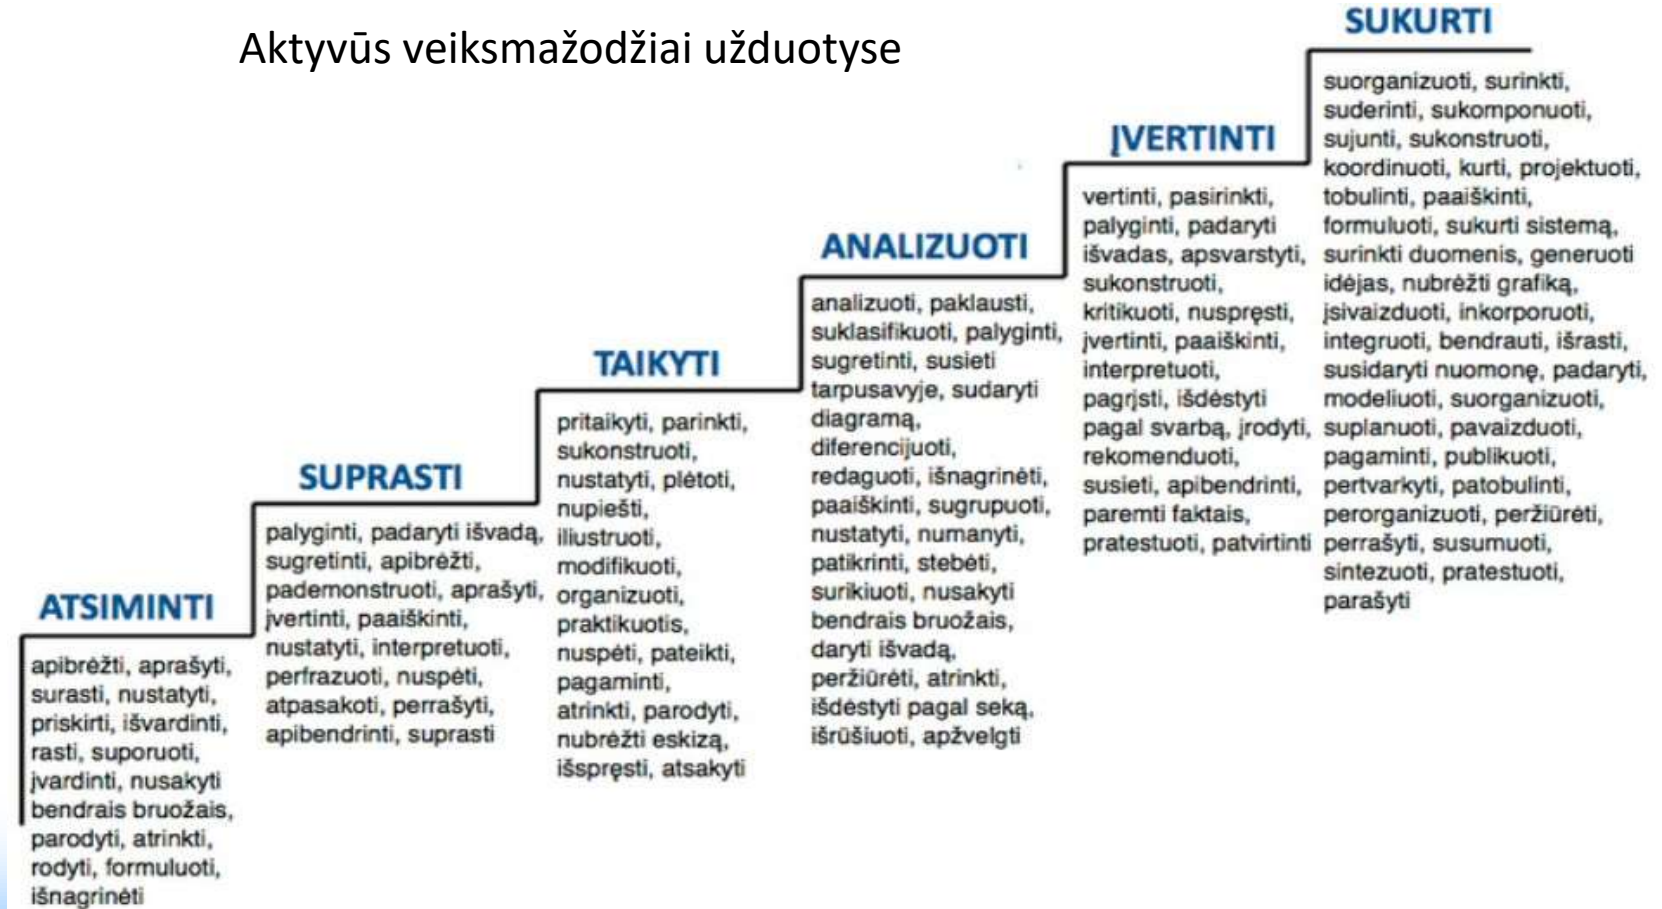 Aktyvūs veiksmažodžiai užduotyse
ATSIMINTI
apibrėžti, aprašyti,
surasti, nustatyti,
priskirti, išvardinti,
rasti, suporuoti,
įvardinti, nusakyti
bendrais bruožais,
parodyti, atrinkti,
rodyti, formuluoti,
išnagrinėti
SUPRASTI
palyginti, padaryti išvadą,
sugretinti, apibrėžti,
pademonstruoti, aprašyti,
įvertinti, paaiškinti,
nustatyti, interpretuoti,
perfrazuoti, nuspėti,
atpasakoti, perrašyti,
apibendrinti, suprasti
TAIKYTI
pritaikyti, parinkti,
sukonstruoti,
nustatyti, plėtoti,
nupiešti,
iliustruoti,
modifikuoti,
organizuoti,
praktikuotis,
nuspėti, pateikti,
pagaminti,
atrinkti, parodyti,
nubrėžti eskizą,
išspręsti, atsakyti
ANALIZUOTI
analizuoti, paklausti,
suklasifikuoti, palyginti,
sugretinti, susieti
tarpusavyje, sudaryti
diagramą,
diferencijuoti,
redaguoti, išnagrinėti,
paaiškinti, sugrupuoti,
nustatyti, numanyti,
patikrinti, stebėti,
surikiuoti, nusakyti
bendrais bruožais,
daryti išvadą,
peržiūrėti, atrinkti,
išdėstyti pagal seką,
išrūšiuoti, apžvelgti
ĮVERTINTI
vertinti, pasirinkti,
palyginti, padaryti
išvadas, apsvarstyti,
sukonstruoti,
kritikuoti, nuspręsti,
įvertinti, paaiškinti,
interpretuoti,
pagrįsti, išdėstyti
pagal svarbą, įrodyti,
rekomenduoti,
susieti, apibendrinti,
paremti faktais,
pratestuoti, patvirtinti
SUKURTI
suorganizuoti, surinkti,
suderinti, sukomponuoti,
sujunti, sukonstruoti,
koordinuoti, kurti, projektuoti,
tobulinti, paaiškinti,
formuluoti, sukurti sistemą,
surinkti duomenis, generuoti
idėjas, nubrėžti grafiką,
įsivaizduoti, inkorporuoti,
integruoti, bendrauti, išrasti,
susidaryti nuomonę, padaryti,
modeliuoti, suorganizuoti,
suplanuoti, pavaizduoti,
pagaminti, publikuoti,
pertvarkyti, patobulinti,
perorganizuoti, peržiūrėti,
perrašyti, susumuoti,
sintezuoti, pratestuoti,
parašyti